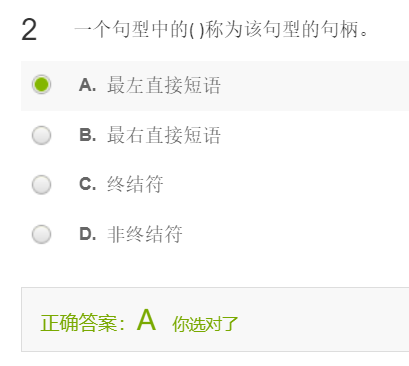 2 一个句型中的( )称为该句型的句柄。
A. 最左直接短语
B. 最右直接短语
C. 终结符
D. 非终结符
正确答案：A 你选对了